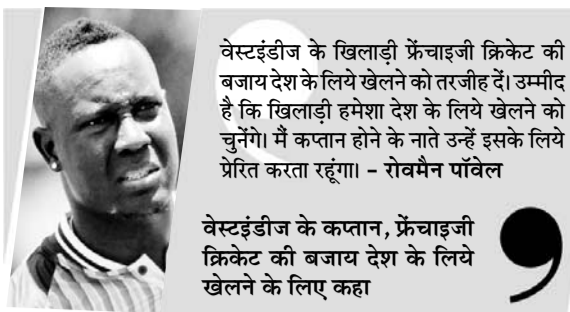 वेस्टइंडीज के खिलाड़ी फ्रेंचाइजी क्रिकेट की
बजाय देश के लिये खेलने को तरजीह दें। उम्मीद
है कि खिलाड़ी हमेशा देश के लिये खेलने को
चुनेंगे। मैं कप्तान होने के नाते उन्हें इसके लिये
प्रेरित करता रहूंगा। – रोवमैन पॉवेल
वेस्टइंडीज के कप्तान, फ्रेंचाइजी
क्रिकेट की बजाय देश के लिये
खेलने के लिए कहा